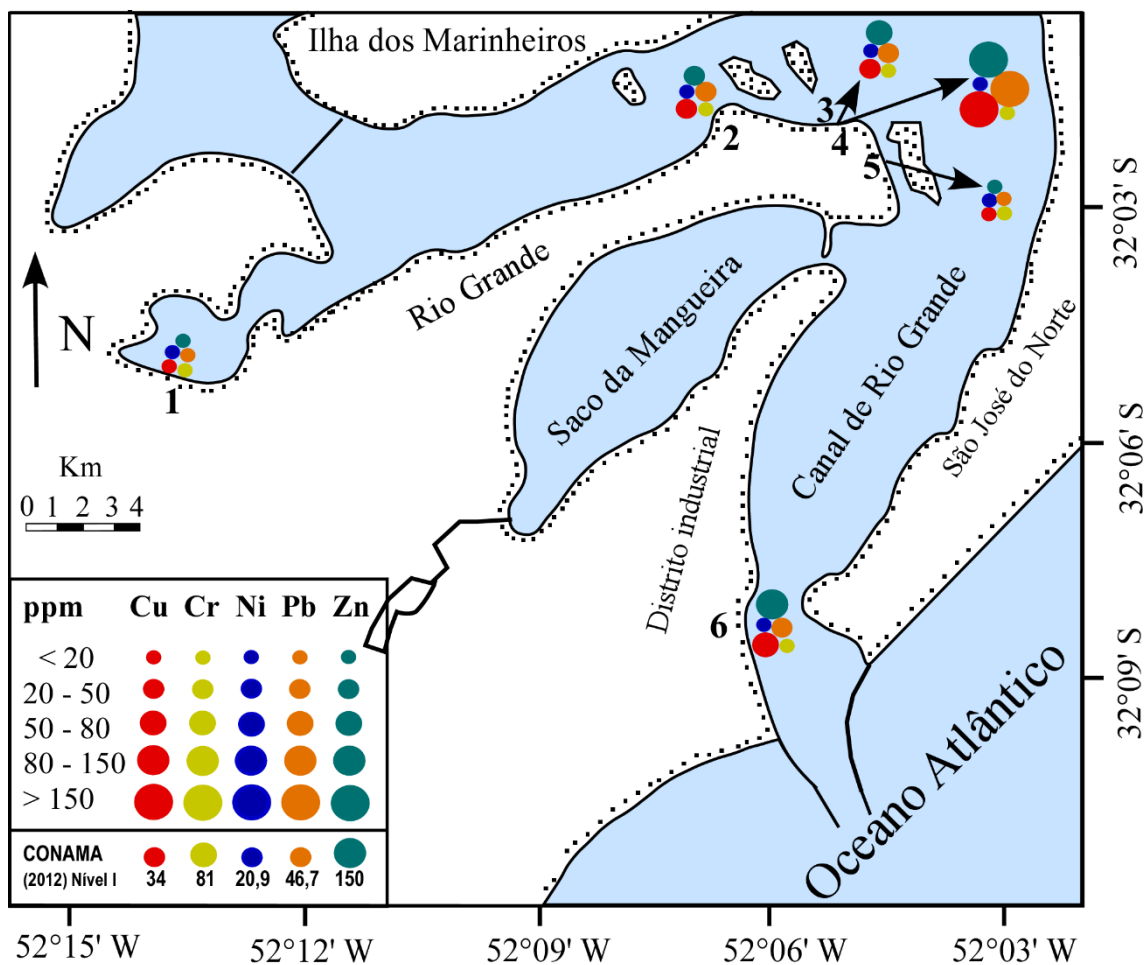 Ilha dos Marinheiros
3
2
4
5
32°03' S
Rio Grande
Saco da Mangueira
N
Canal de Rio Grande
São José do Norte
1
32°06' S
Km
0 1 2 3 4
Distrito industrial
ppm Cu Cr Ni Pb Zn
< 20
20 - 50
50 - 80
80 - 150
> 150
CONAMA
(2012) Nível I 34 81 20,9 46,7 150
6
32°09' S
Oceano Atlântico
52°15' W 52°12' W 52°09' W 52°06' W 52°03' W